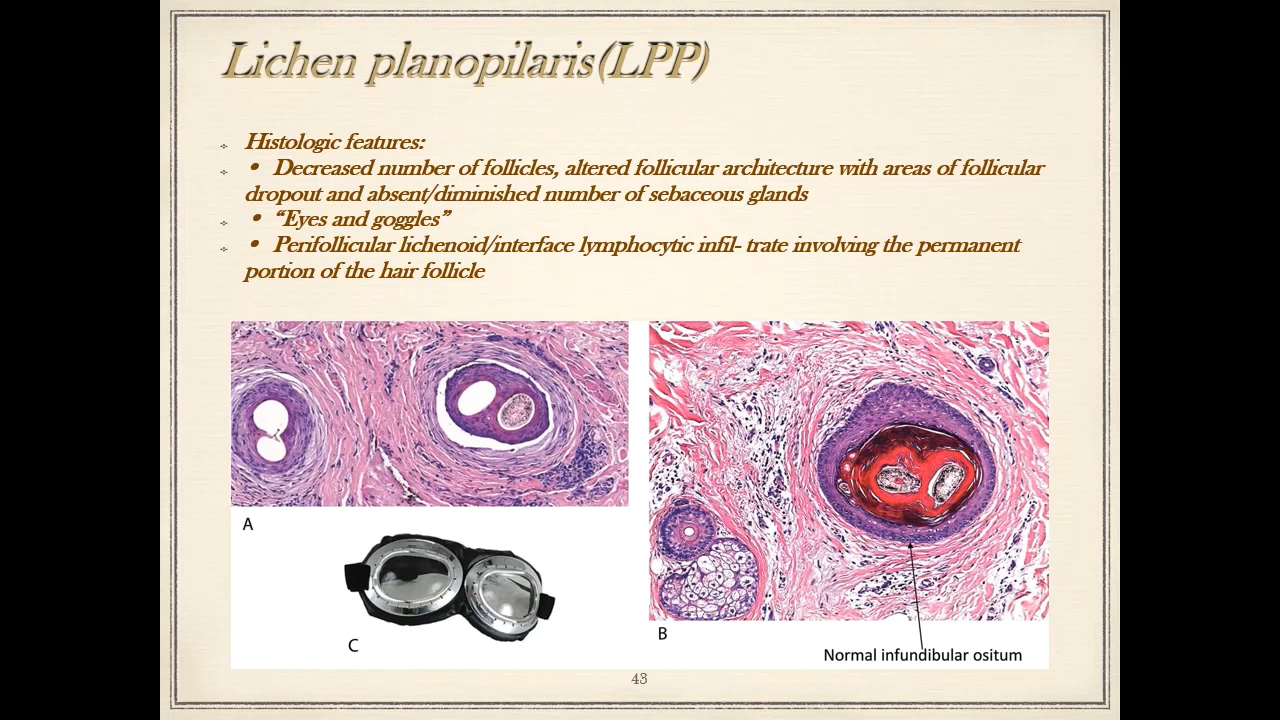 Lichen planopilaris(LPP)
Histologic features:
• Decreased number of follicles, altered follicular architecture with areas of follicular
dropout and absent/diminished number of sebaceous glands
• “Eyes and goggles”
• Perifollicular lichenoid/interface lymphocytic infil- trate involving the permanent
portion of the hair follicle
A
C
B
Normal infundibular ositum
43